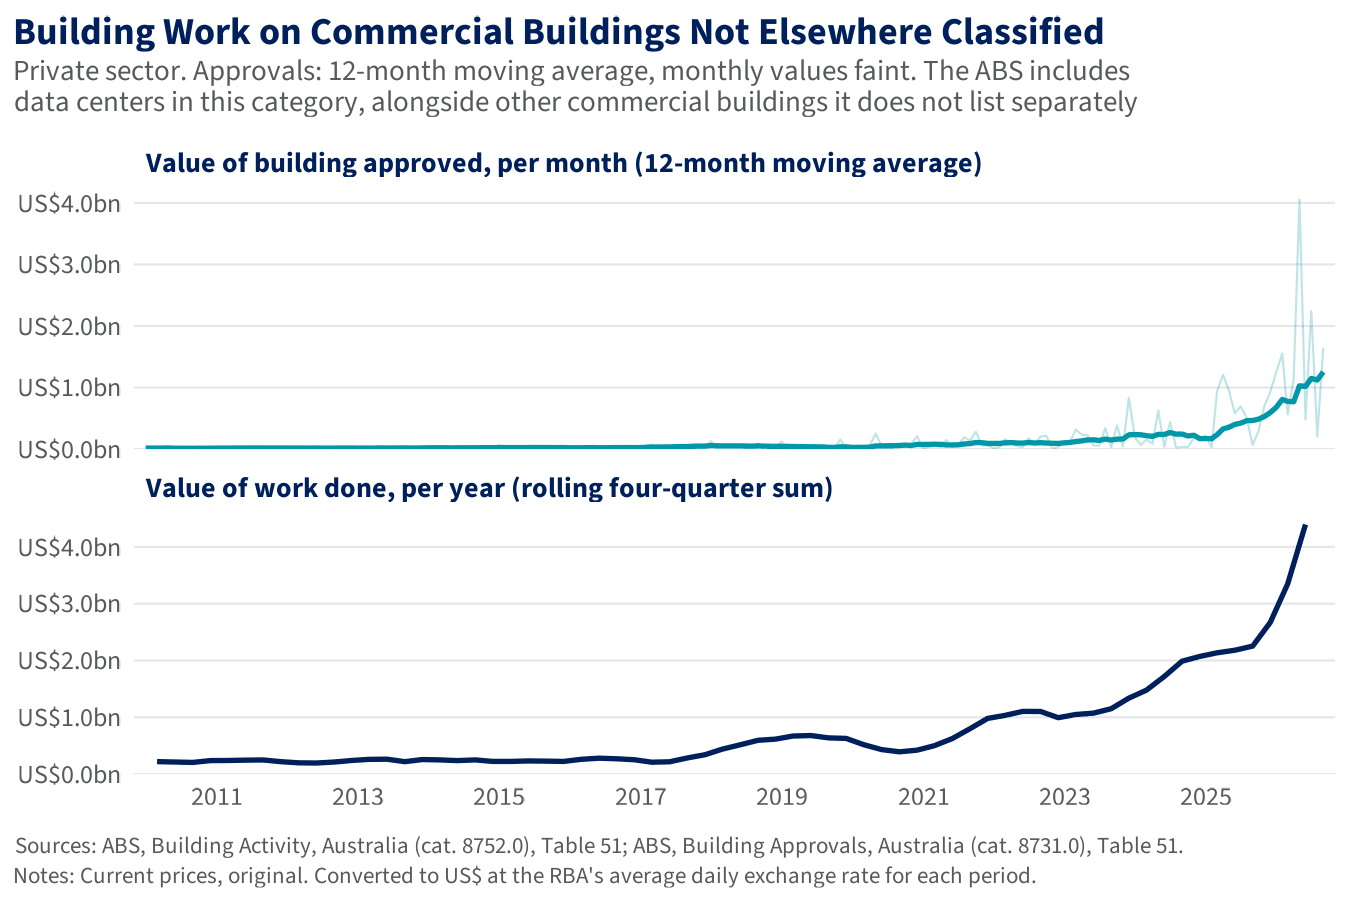 Building Work on Commercial Buildings Not Elsewhere Classified
Private sector. Approvals: 12-month moving average, monthly values faint. The ABS includes
data centers in this category, alongside other commercial buildings it does not list separately
Value of building approved, per month (12-month moving average)
US$4.0bn
US$3.0bn
US$2.0bn
US$1.0bn
US$0.0bn
Value of work done, per year (rolling four-quarter sum)
US$4.0bn
US$3.0bn
US$2.0bn
US$1.0bn
US$0.0bn
2011 2013 2015 2017 2019 2021 2023 2025
Sources: ABS, Building Activity, Australia (cat. 8752.0), Table 51; ABS, Building Approvals, Australia (cat. 8731.0), Table 51.
Notes: Current prices, original. Converted to US$ at the RBA's average daily exchange rate for each period.